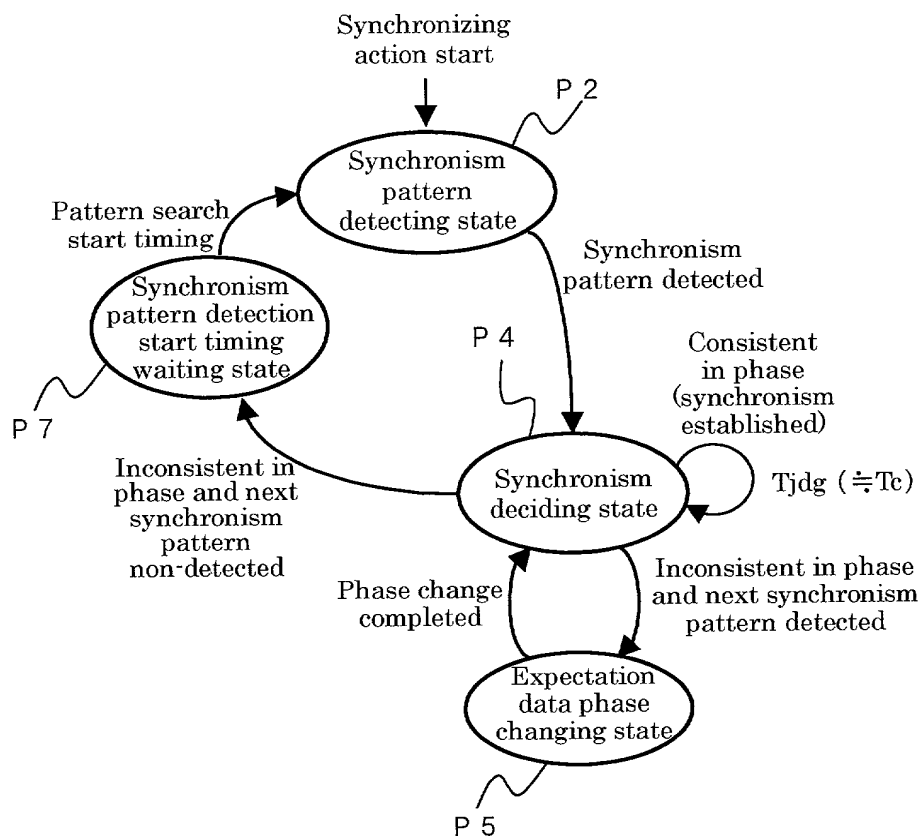 Synchronizing
action start
P 2
Synchronism
pattern
detecting state
Pattern search
start timing
Synchronism
pattern detected
Synchronism
pattern detection
start timing
waiting state
P 7
P 4
Consistent
in phase
(synchronism
established)
Tjdg (≒Tc)
Synchronism
deciding state
Inconsistent in
phase and next
synchronism
pattern
non-detected
Phase change
completed
Inconsistent in phase
and next synchronism
pattern detected
Expectation
data phase
changing state
P 5